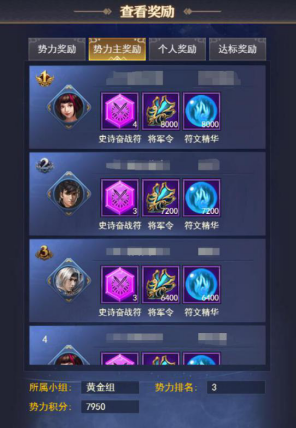 查看奖励
势力奖励 势力主奖励 个人奖励 达标奖励
1
4 8000 8000
史诗奋战符 将军令 符文精华
2
3 7200 7200
史诗奋战符 将军令 符文精华
3
3 6400 6400
史诗奋战符 将军令 符文精华
4
所属小组: 黄金组 势力排名: 3
势力积分: 7950